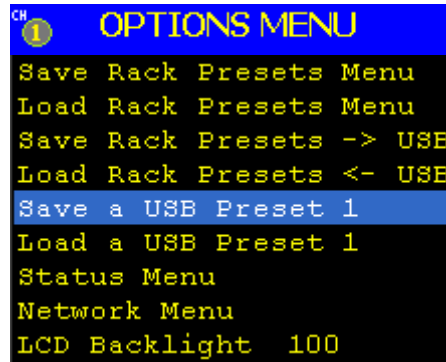 CH
1
OPTIONS MENU
Save Rack Presets Menu
Load Rack Presets Menu
Save Rack Presets -> USB
Load Rack Presets <- USB
Save a USB Preset 1
Load a USB Preset 1
Status Menu
Network Menu
LCD Backlight 100